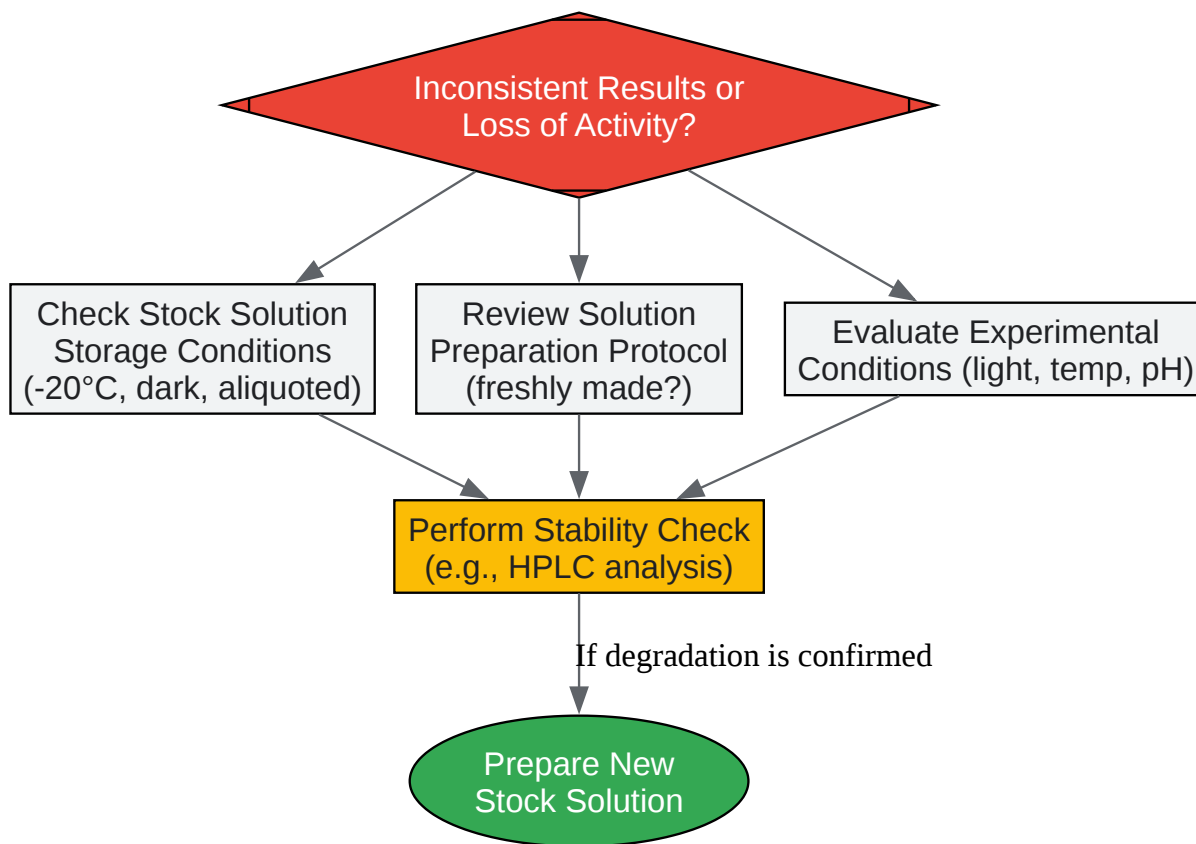 Inconsistent Results or
Loss of Activity?
Check Stock Solution
Storage Conditions
(-20°C, dark, aliquoted)
Review Solution
Preparation Protocol
(freshly made?)
Evaluate Experimental
Conditions (light, temp, pH)
Perform Stability Check
(e.g., HPLC analysis)
If degradation is confirmed
Prepare New
Stock Solution